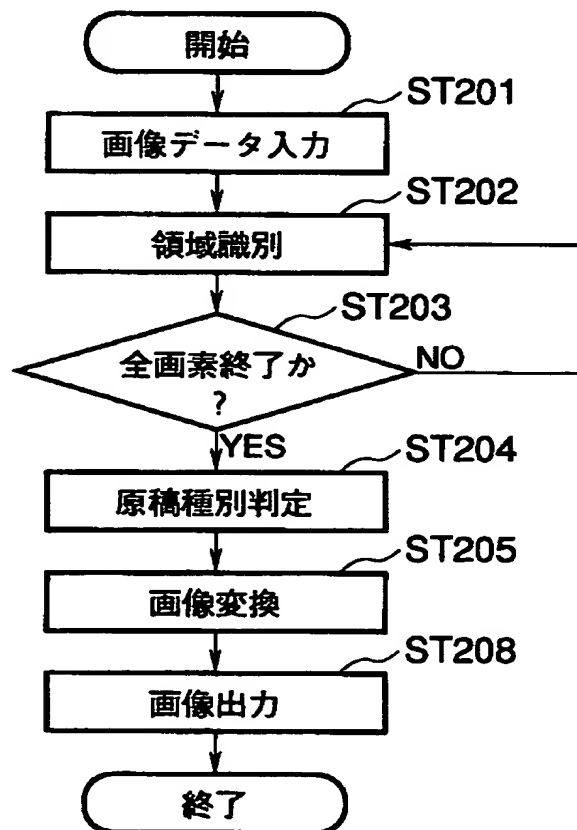 開始
ST201
画像データ入力
ST202
領域識別
ST203
全画素終了か
?
NO
YES
ST204
原稿種別判定
ST205
画像変換
ST208
画像出力
終了